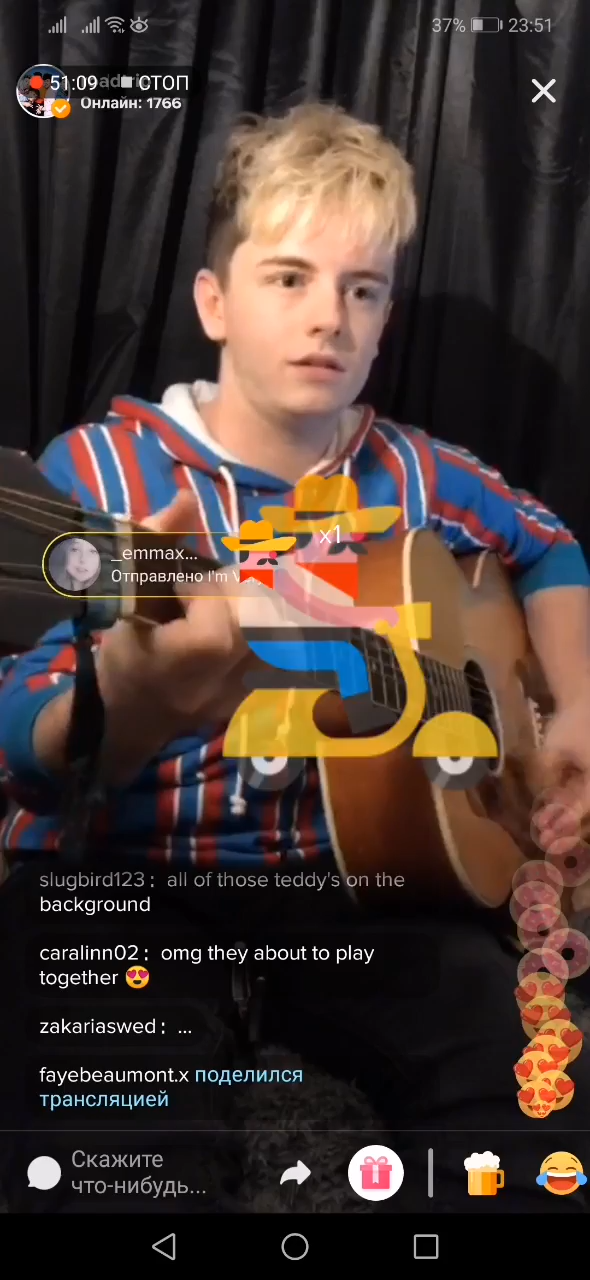 37% 23:51
51:09 СТОП
Онлайн: 1766
x1
_emmax...
Отправлено I'm
slugbird123 : all of those teddy's on the
background
caralinn02 : omg they about to play
together 😍
zakariaswed : ...
fayebeaumont.x поделился
трансляцией
Скажите
что-нибудь...